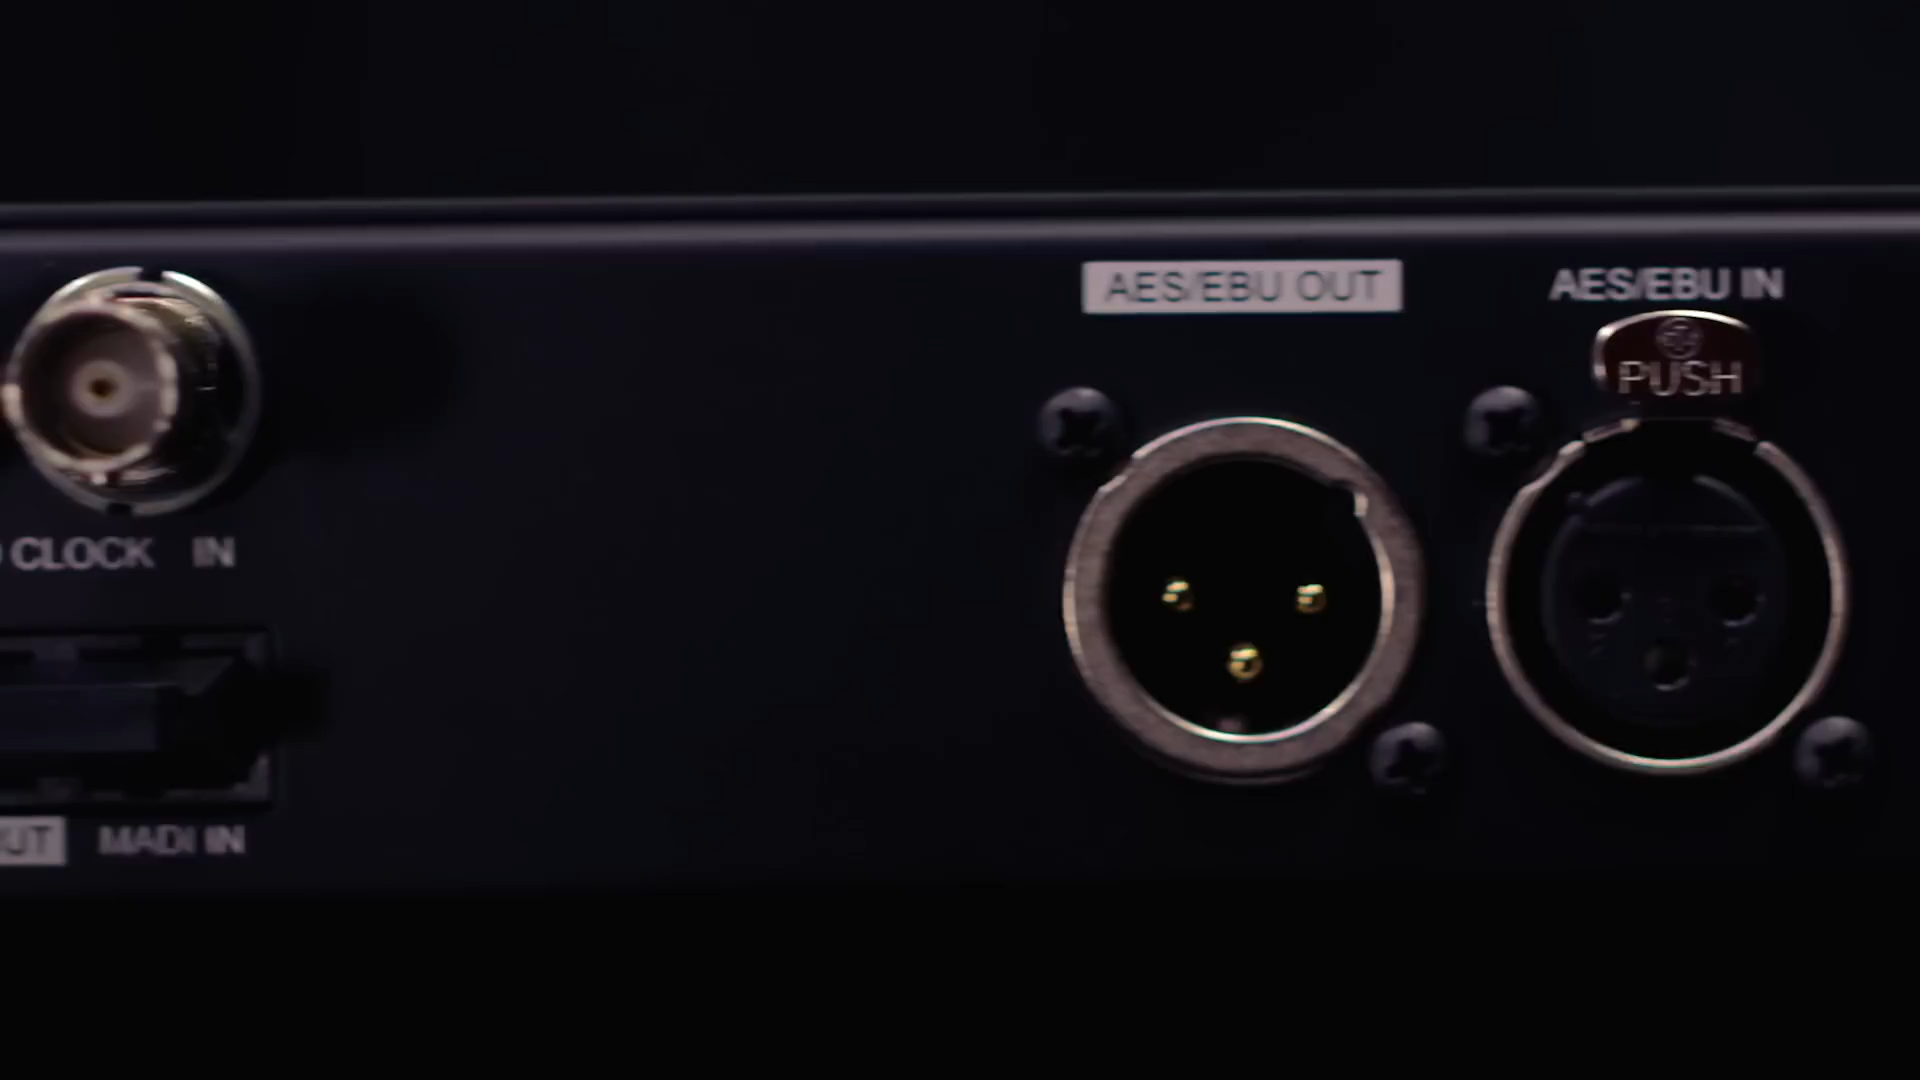 AES/EBU OUT
AES/EBU IN
PUSH
CLOCK IN
MADI IN